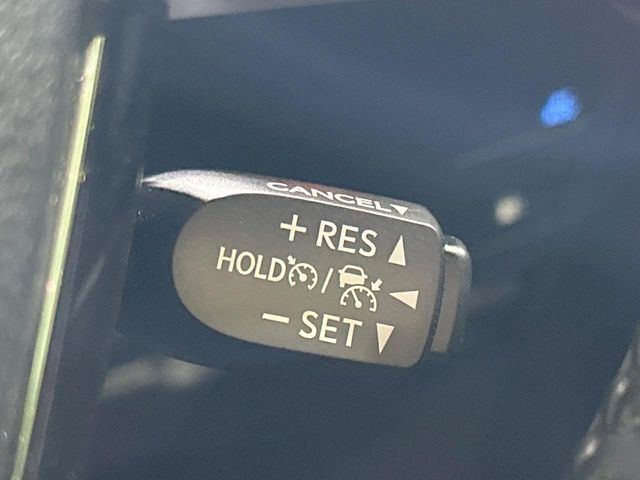 CANCEL▼
+ RES ▲
HOLD / ◀
− SET ▼